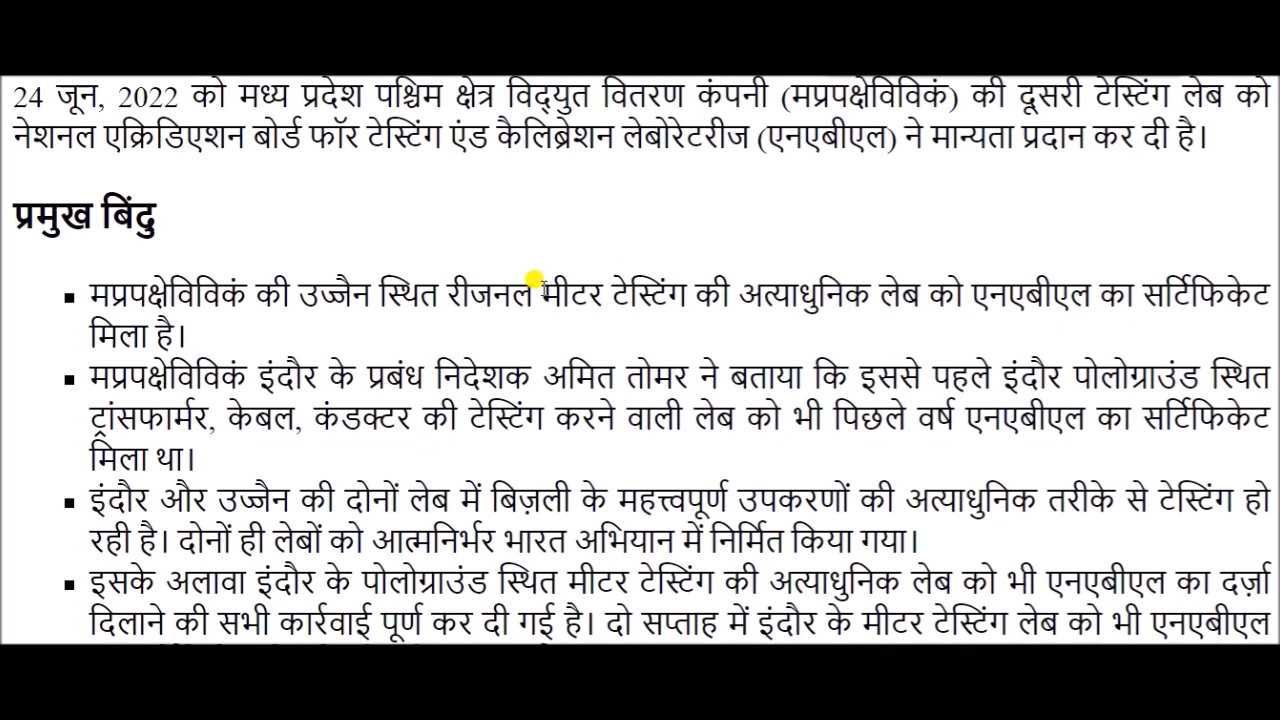 24 जून, 2022 को मध्य प्रदेश पश्चिम क्षेत्र विद्युत वितरण कंपनी (मप्रपक्षेविविकं) की दूसरी टेस्टिंग लेब को
नेशनल एक्रिडिएशन बोर्ड फॉर टेस्टिंग एंड कैलिब्रेशन लेबोरेटरीज (एनएबीएल) ने मान्यता प्रदान कर दी है।
प्रमुख बिंदु
▪ मप्रपक्षेविविकं की उज्जैन स्थित रीजनल मीटर टेस्टिंग की अत्याधुनिक लेब को एनएबीएल का सर्टिफिकेट
मिला है।
▪ मप्रपक्षेविविकं इंदौर के प्रबंध निदेशक अमित तोमर ने बताया कि इससे पहले इंदौर पोलोग्राउंड स्थित
ट्रांसफार्मर, केबल, कंडक्टर की टेस्टिंग करने वाली लेब को भी पिछले वर्ष एनएबीएल का सर्टिफिकेट
मिला था।
▪ इंदौर और उज्जैन की दोनों लेब में बिज़ली के महत्त्वपूर्ण उपकरणों की अत्याधुनिक तरीके से टेस्टिंग हो
रही है। दोनों ही लेबों को आत्मनिर्भर भारत अभियान में निर्मित किया गया।
▪ इसके अलावा इंदौर के पोलोग्राउंड स्थित मीटर टेस्टिंग की अत्याधुनिक लेब को भी एनएबीएल का दर्ज़ा
दिलाने की सभी कार्रवाई पूर्ण कर दी गई है। दो सप्ताह में इंदौर के मीटर टेस्टिंग लेब को भी एनएबीएल